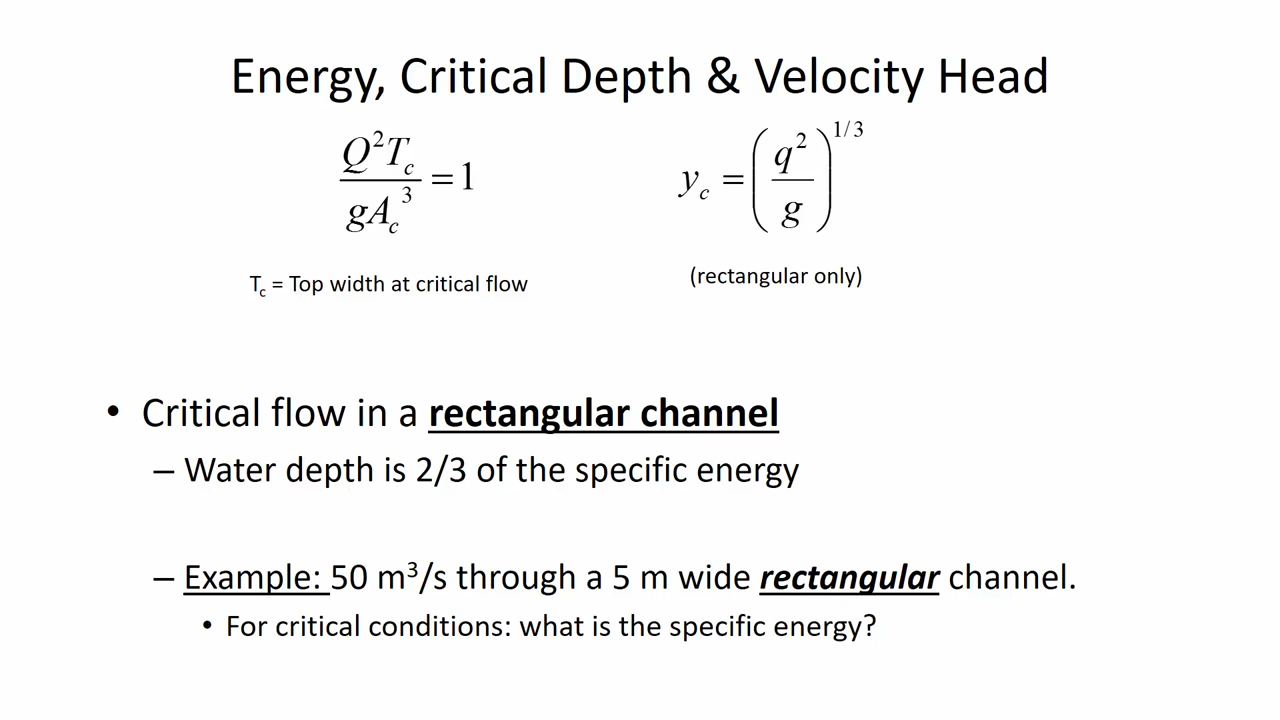 Energy, Critical Depth & Velocity Head
Q²T_c / gA_c³ = 1
y_c = (q² / g)^1/3
T_c = Top width at critical flow
(rectangular only)
• Critical flow in a rectangular channel
– Water depth is 2/3 of the specific energy
– Example: 50 m³/s through a 5 m wide rectangular channel.
• For critical conditions: what is the specific energy?